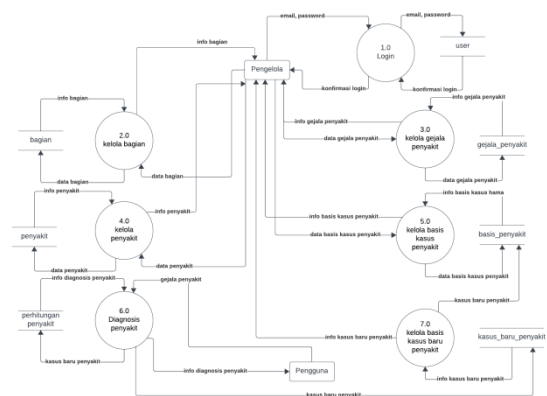 email, password
email, password
info bagian
1.0
Login
user
Pengelola
konfirmasi login
konfirmasi login
info gejala penyakit
info bagian
2.0
kelola bagian
bagian
info gejala penyakit
3.0
kelola gejala
penyakit
gejala_penyakit
data gejala penyakit
data bagian
data bagian
data gejala penyakit
info penyakit
info basis kasus hama
4.0
kelola
penyakit
info penyakit
penyakit
info basis kasus penyakit
5.0
kelola basis
kasus
penyakit
basis_penyakit
data basis kasus penyakit
data penyakit
data penyakit
info diagnosis penyakit
gejala penyakit
data basis kasus penyakit
kasus baru penyakit
6.0
Diagnosis
penyakit
perhitungan
penyakit
7.0
kelola basis
kasus baru
penyakit
info kasus baru penyakit
kasus_baru_penyakit
kasus baru penyakit
info diagnosis penyakit
Pengguna
info kasus baru penyakit
kasus baru penyakit